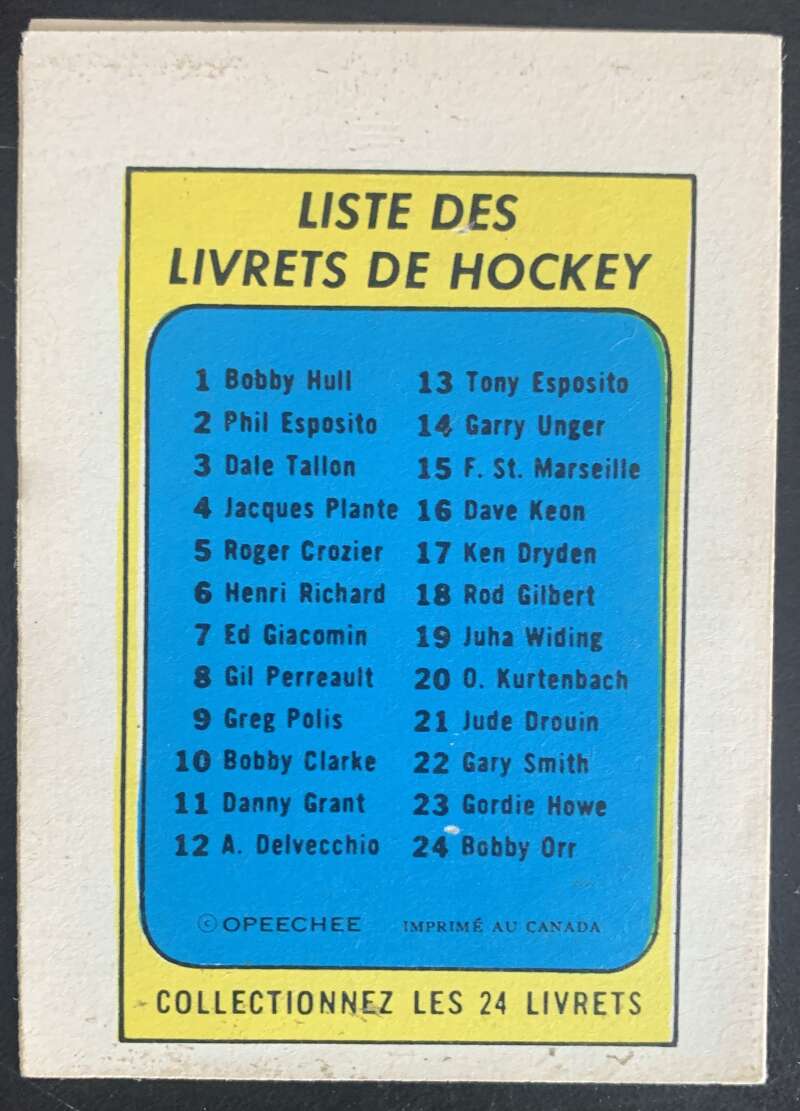 LISTE DES
LIVRETS DE HOCKEY
1 Bobby Hull
2 Phil Esposito
3 Dale Tallon
4 Jacques Plante
5 Roger Crozier
6 Henri Richard
7 Ed Giacomin
8 Gil Perreault
9 Greg Polis
10 Bobby Clarke
11 Danny Grant
12 A. Delvecchio
13 Tony Esposito
14 Garry Unger
15 F. St. Marseille
16 Dave Keon
17 Ken Dryden
18 Rod Gilbert
19 Juha Widing
20 O. Kurtenbach
21 Jude Drouin
22 Gary Smith
23 Gordie Howe
24 Bobby Orr
© OPEECHEE IMPRIMÉ AU CANADA
COLLECTIONNEZ LES 24 LIVRETS